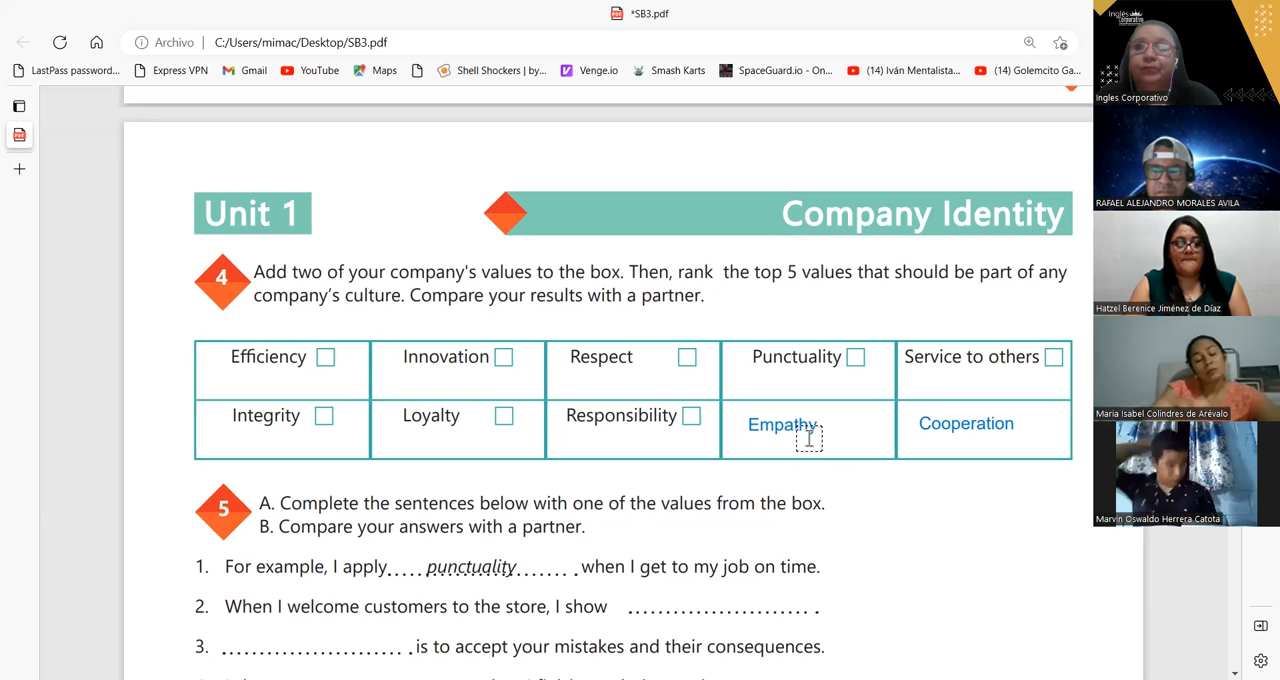 *SB3.pdf
Archivo | C:/Users/mimac/Desktop/SB3.pdf
LastPass password... Express VPN Gmail YouTube Maps Shell Shockers | by... Venge.io Smash Karts SpaceGuard.io - On... (14) Iván Mentalista... (14) Golemcito Ga...
Unit 1
Company Identity
4
Add two of your company's values to the box. Then, rank the top 5 values that should be part of any
company's culture. Compare your results with a partner.
Efficiency Innovation Respect Punctuality Service to others
Integrity Loyalty Responsibility Empathy Cooperation
5
A. Complete the sentences below with one of the values from the box.
B. Compare your answers with a partner.
1. For example, I apply.....punctuality....... .when I get to my job on time.
2. When I welcome customers to the store, I show ....................... .
3. ..................... .is to accept your mistakes and their consequences.
Inglés
Corporativo
Ingles Corporativo
RAFAEL ALEJANDRO MORALES AVILA
Hatzel Berenice Jiménez de Díaz
Maria Isabel Colindres de Arévalo
Marvin Oswaldo Herrera Catota